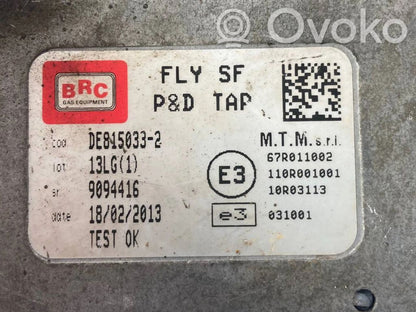 Ovoko
BRC
GAS EQUIPMENT
FLY SF
P&D TAP
cod DE815033-2
lot 13LG(1)
sr. 9094416
date 18/02/2013
TEST OK
M.T.M. s.r.l.
67R011002
E3 110R001001
10R03113
e3 031001
Ovoko